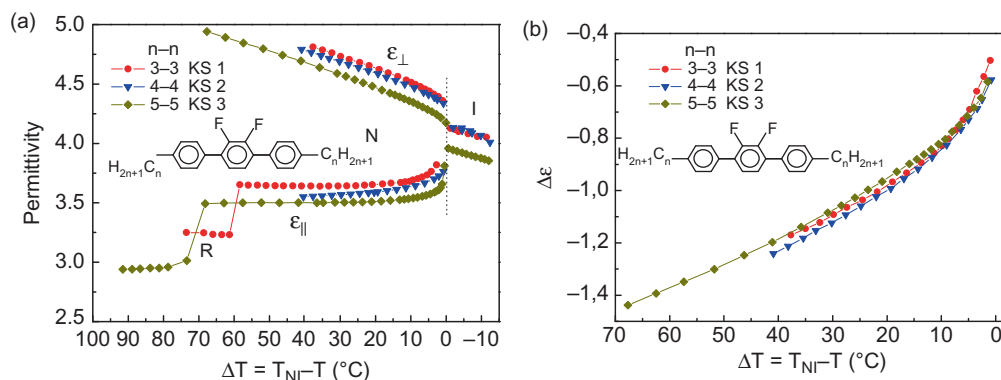 (a)
5.0
4.5
4.0
3.5
3.0
2.5
Permittivity
n–n
3–3 KS 1
4–4 KS 2
5–5 KS 3
ε⊥
I
N
F F
H2n+1Cn
CnH2n+1
ε||
R
100 90 80 70 60 50 40 30 20 10 0 –10
ΔT = TNI–T (°C)
(b)
–0,4
–0,6
–0,8
–1,0
–1,2
–1,4
Δε
n–n
3–3 KS 1
4–4 KS 2
5–5 KS 3
F F
H2n+1Cn
CnH2n+1
70 60 50 40 30 20 10 0
ΔT = TNI–T (°C)